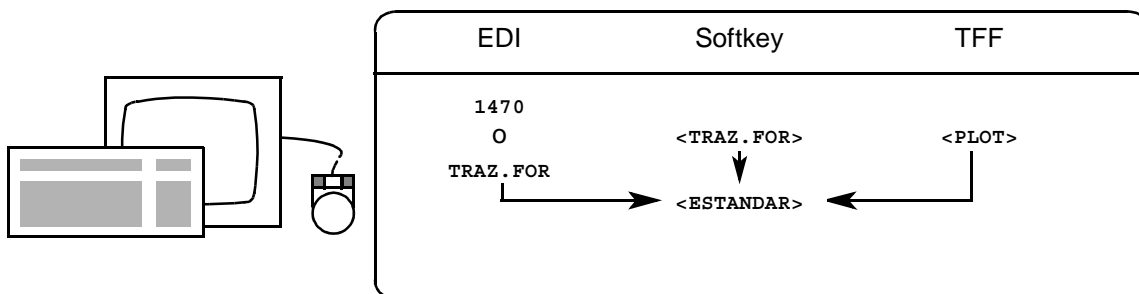 EDI Softkey TFF
1470
O <TRAZ.FOR> <PLOT>
TRAZ.FOR
<ESTANDAR>